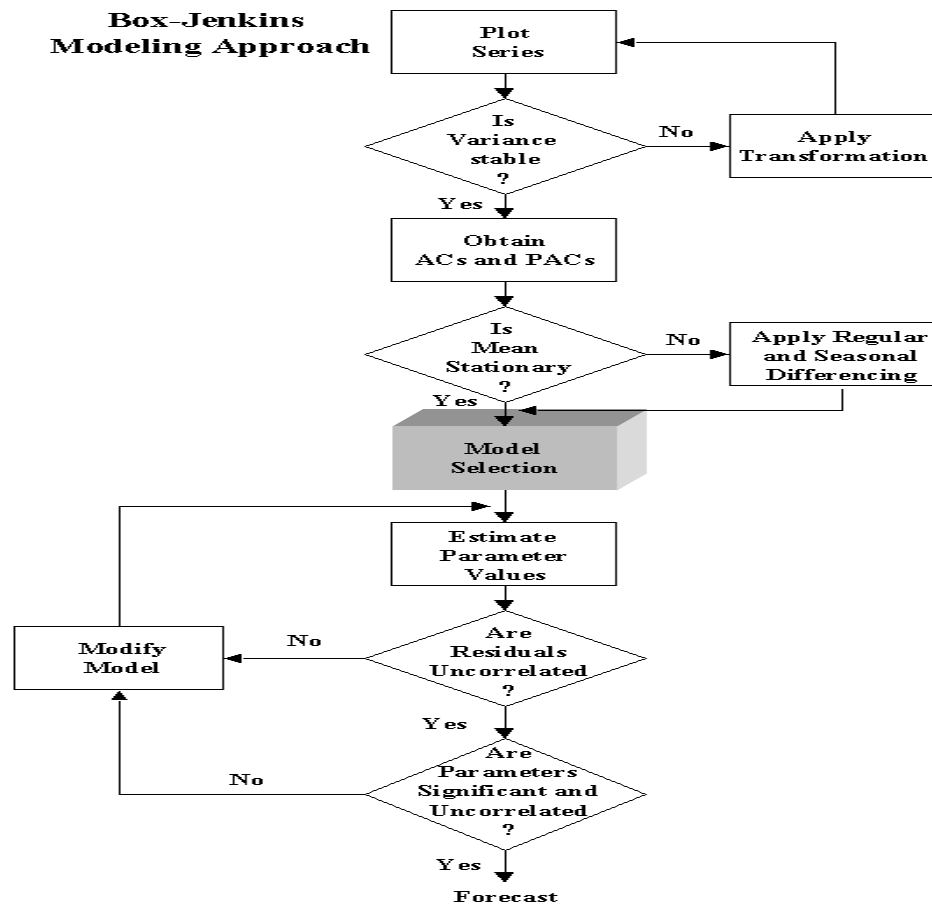 Box-Jenkins
Modeling Approach
Plot
Series
Is
Variance
stable
?
No
Apply
Transformation
Yes
Obtain
ACs and PACs
Is
Mean
Stationary
?
No
Apply Regular
and Seasonal
Differencing
Yes
Model
Selection
Estimate
Parameter
Values
Are
Residuals
Uncorrelated
?
No
Modify
Model
Yes
Are
Parameters
Significant and
Uncorrelated
?
No
Yes
Forecast